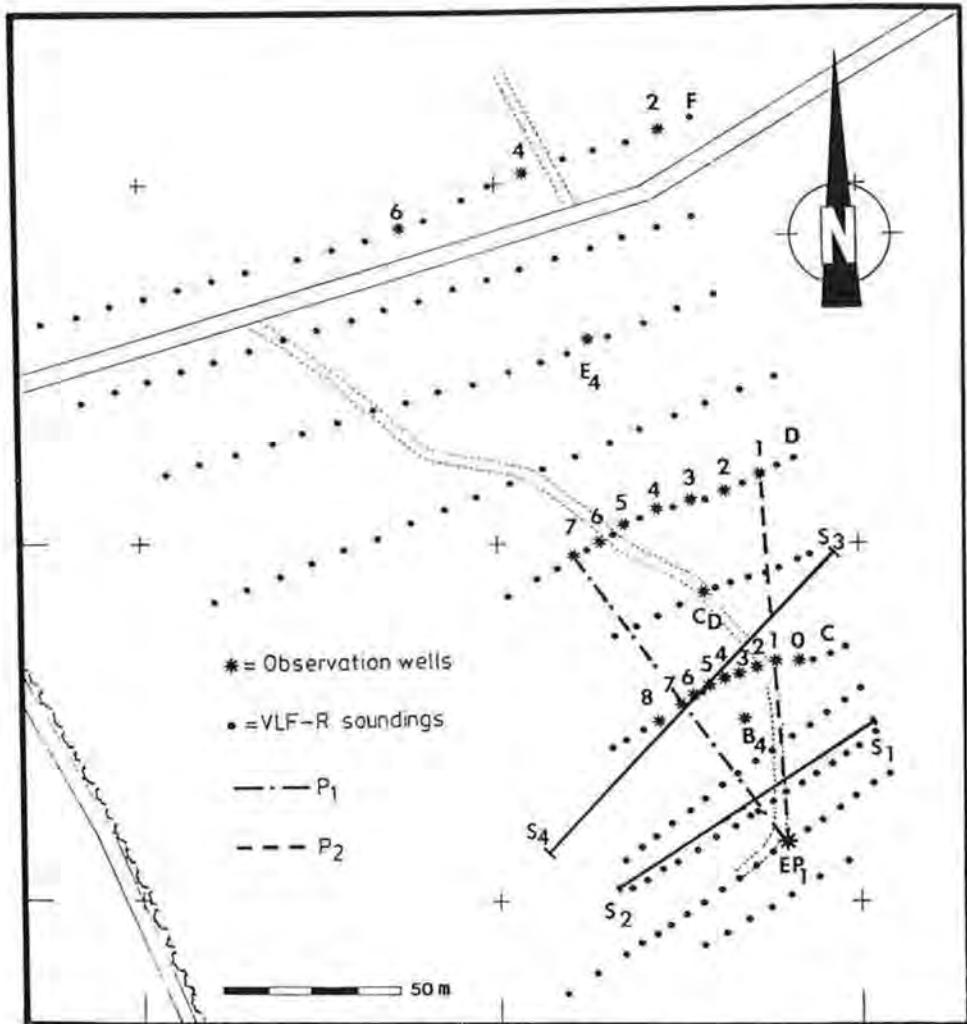 2 F
4
6
N
E4
1 D
5 4 3 2
7 6
S3
CD
* = Observation wells
8 7 6 5 4 3 2 1 0 C
• = VLF-R soundings
B4
S1
P1
S4
P2
EP1
S2
50 m